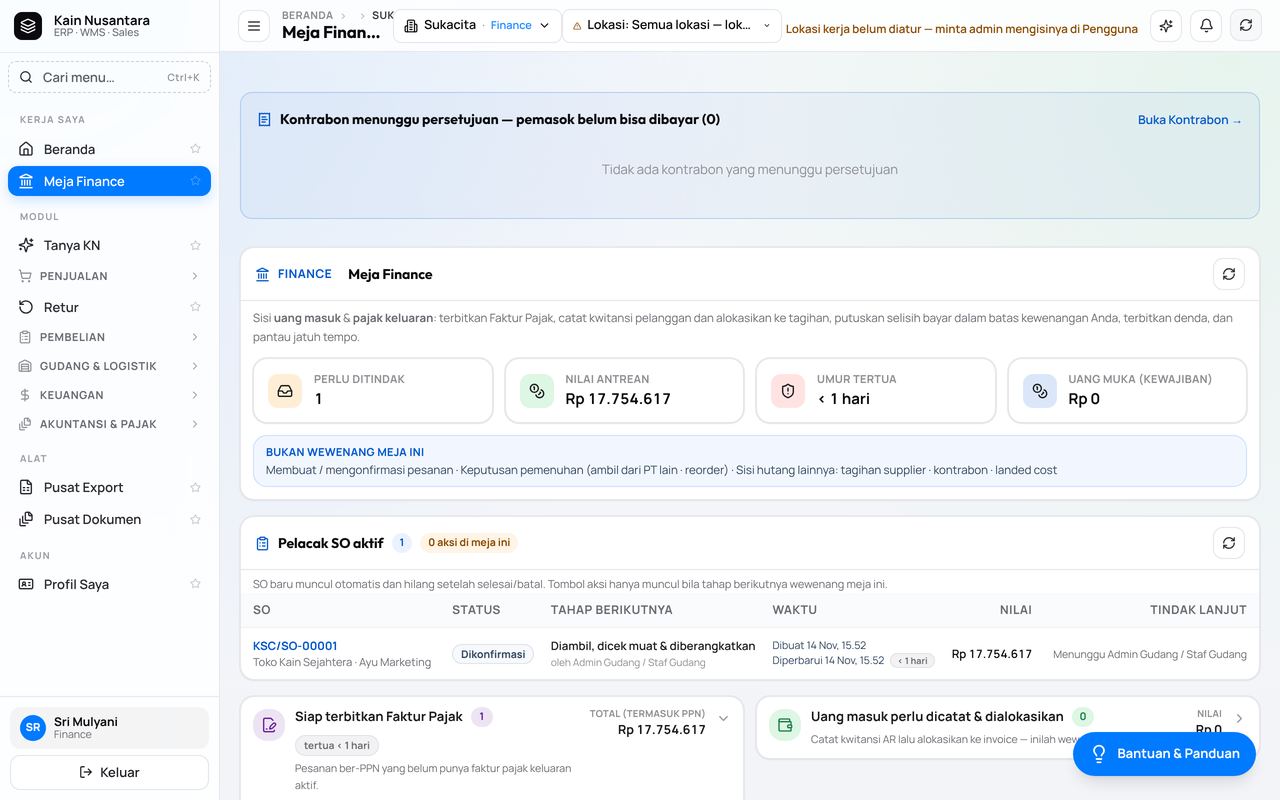 Kain Nusantara
ERP · WMS · Sales
Cari menu...
Ctrl+K
KERJA SAYA
Beranda
Meja Finance
MODUL
Tanya KN
PENJUALAN
Retur
PEMBELIAN
GUDANG & LOGISTIK
KEUANGAN
AKUNTANSI & PAJAK
ALAT
Pusat Export
Pusat Dokumen
AKUN
Profil Saya
SR
Sri Mulyani
Finance
Keluar
BERANDA > > SUK
Meja Finan...
Sukacita · Finance
Lokasi: Semua lokasi — lok...
Lokasi kerja belum diatur — minta admin mengisinya di Pengguna
Kontrabon menunggu persetujuan — pemasok belum bisa dibayar (0)
Buka Kontrabon →
Tidak ada kontrabon yang menunggu persetujuan
FINANCE
Meja Finance
Sisi uang masuk & pajak keluaran: terbitkan Faktur Pajak, catat kwitansi pelanggan dan alokasikan ke tagihan, putuskan selisih bayar dalam batas kewenangan Anda, terbitkan denda, dan
pantau jatuh tempo.
PERLU DITINDAK
1
NILAI ANTREAN
Rp 17.754.617
UMUR TERTUA
< 1 hari
UANG MUKA (KEWAJIBAN)
Rp 0
BUKAN WEWENANG MEJA INI
Membuat / mengonfirmasi pesanan · Keputusan pemenuhan (ambil dari PT lain · reorder) · Sisi hutang lainnya: tagihan supplier · kontrabon · landed cost
Pelacak SO aktif
1
0 aksi di meja ini
SO baru muncul otomatis dan hilang setelah selesai/batal. Tombol aksi hanya muncul bila tahap berikutnya wewenang meja ini.
SO STATUS TAHAP BERIKUTNYA WAKTU NILAI TINDAK LANJUT
KSC/SO-00001
Toko Kain Sejahtera · Ayu Marketing
Dikonfirmasi
Diambil, dicek muat & diberangkatkan
oleh Admin Gudang / Staf Gudang
Dibuat 14 Nov, 15.52
Diperbarui 14 Nov, 15.52
< 1 hari
Rp 17.754.617
Menunggu Admin Gudang / Staf Gudang
Siap terbitkan Faktur Pajak
1
tertua < 1 hari
Pesanan ber-PPN yang belum punya faktur pajak keluaran
aktif.
TOTAL (TERMASUK PPN)
Rp 17.754.617
Uang masuk perlu dicatat & dialokasikan
0
Catat kwitansi AR lalu alokasikan ke invoice — inilah wew
NILAI
Rp 0
Bantuan & Panduan